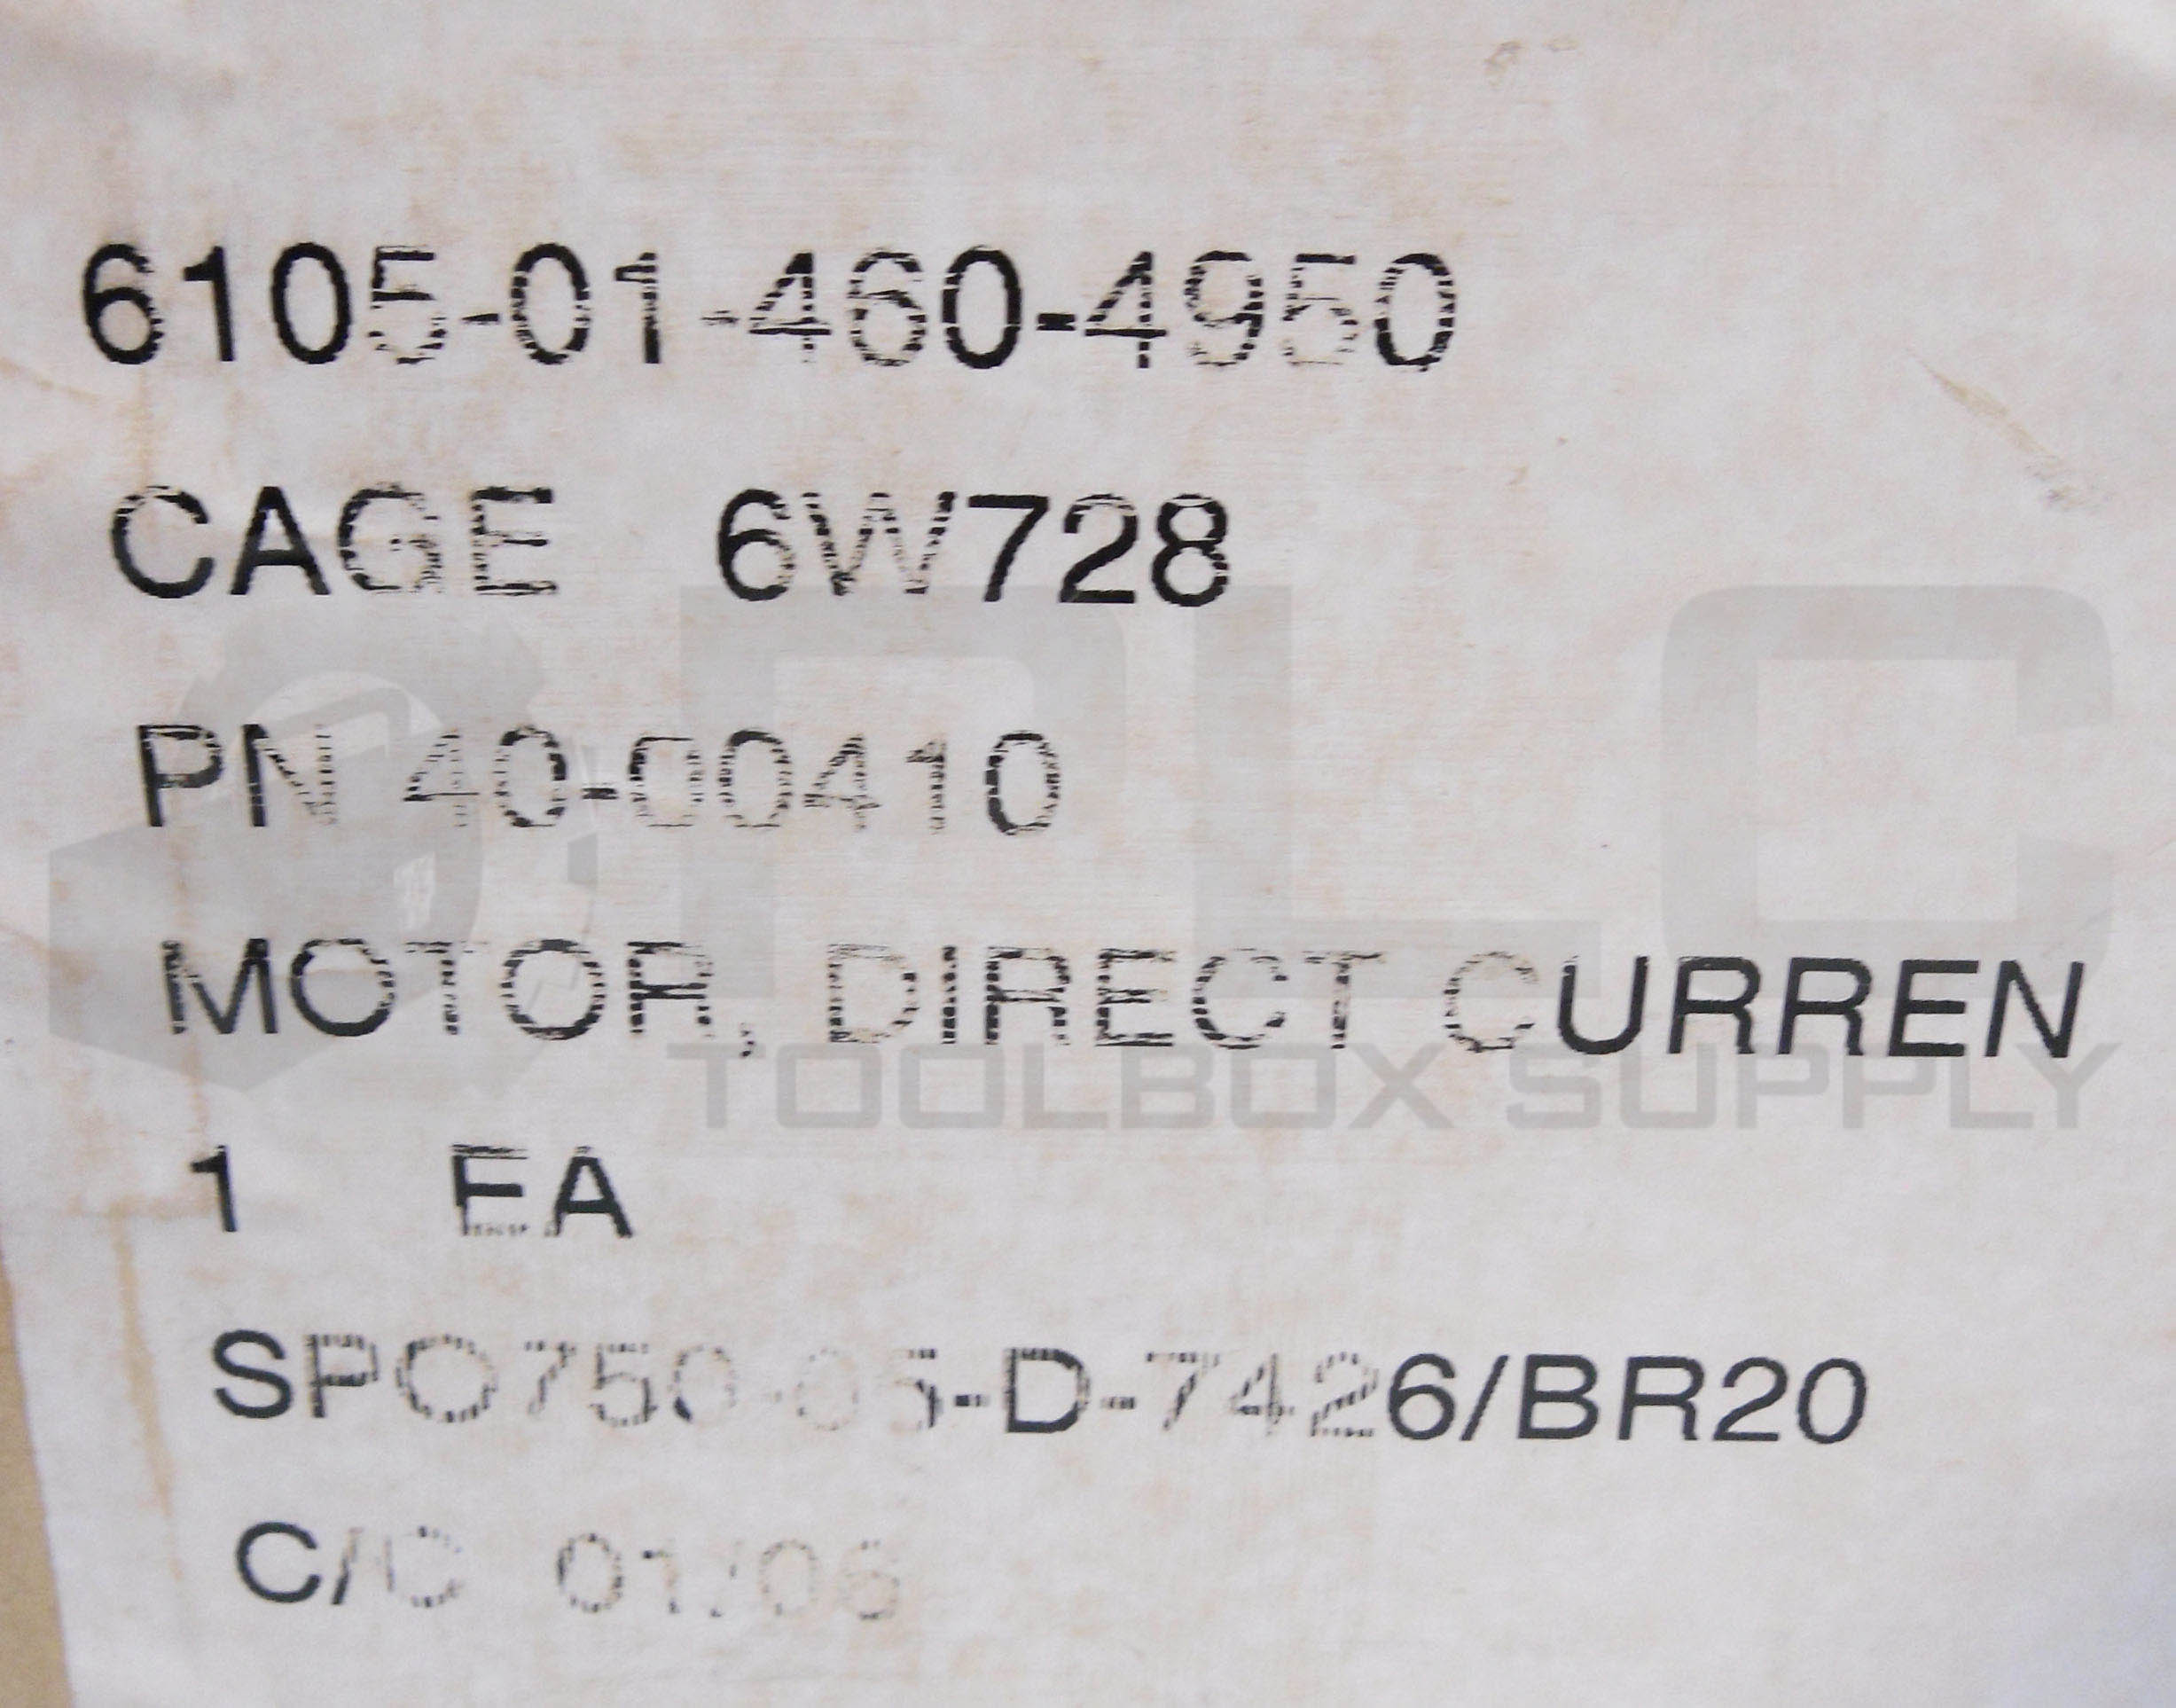 6105-01-460-4950
CAGE 6W728
PN 40-00410
MOTOR, DIRECT CURREN
1 EA
SPO750-05-D-7426/BR20
C/C 01/06
PLC
TOOLBOX SUPPLY